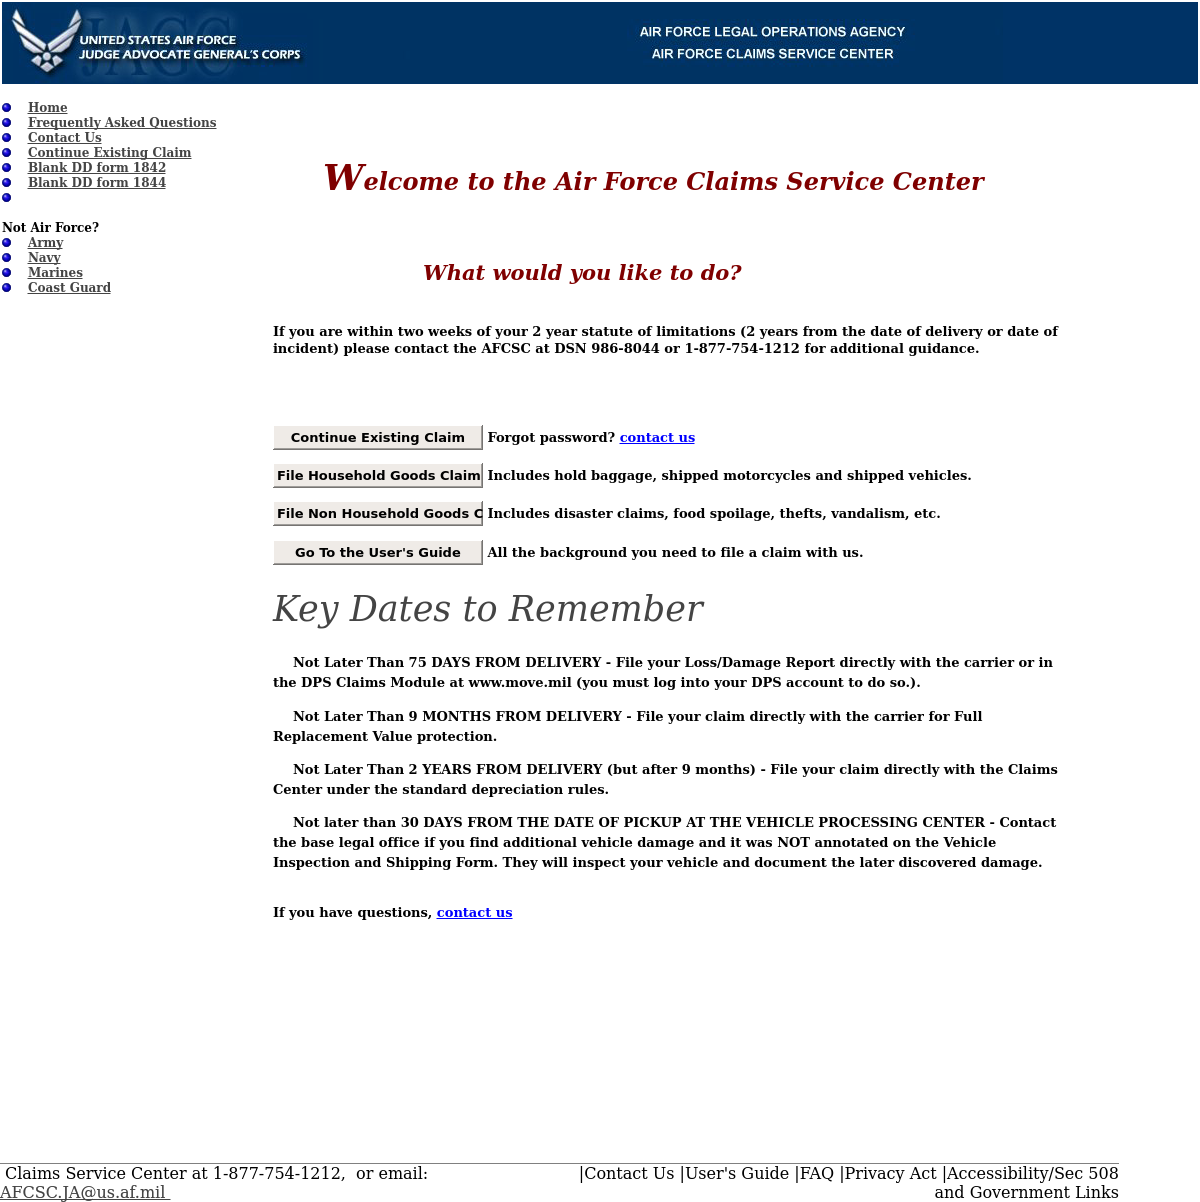 UNITED STATES AIR FORCE
JUDGE ADVOCATE GENERAL'S CORPS
AIR FORCE LEGAL OPERATIONS AGENCY
AIR FORCE CLAIMS SERVICE CENTER
Home
Frequently Asked Questions
Contact Us
Continue Existing Claim
Blank DD form 1842
Blank DD form 1844
Not Air Force?
Army
Navy
Marines
Coast Guard
Welcome to the Air Force Claims Service Center
What would you like to do?
If you are within two weeks of your 2 year statute of limitations (2 years from the date of delivery or date of
incident) please contact the AFCSC at DSN 986-8044 or 1-877-754-1212 for additional guidance.
Continue Existing Claim Forgot password? contact us
File Household Goods Claim Includes hold baggage, shipped motorcycles and shipped vehicles.
File Non Household Goods C Includes disaster claims, food spoilage, thefts, vandalism, etc.
Go To the User's Guide All the background you need to file a claim with us.
Key Dates to Remember
Not Later Than 75 DAYS FROM DELIVERY - File your Loss/Damage Report directly with the carrier or in
the DPS Claims Module at www.move.mil (you must log into your DPS account to do so.).
Not Later Than 9 MONTHS FROM DELIVERY - File your claim directly with the carrier for Full
Replacement Value protection.
Not Later Than 2 YEARS FROM DELIVERY (but after 9 months) - File your claim directly with the Claims
Center under the standard depreciation rules.
Not later than 30 DAYS FROM THE DATE OF PICKUP AT THE VEHICLE PROCESSING CENTER - Contact
the base legal office if you find additional vehicle damage and it was NOT annotated on the Vehicle
Inspection and Shipping Form. They will inspect your vehicle and document the later discovered damage.
If you have questions, contact us
Claims Service Center at 1-877-754-1212, or email:
AFCSC.JA@us.af.mil
|Contact Us |User's Guide |FAQ |Privacy Act |Accessibility/Sec 508
and Government Links